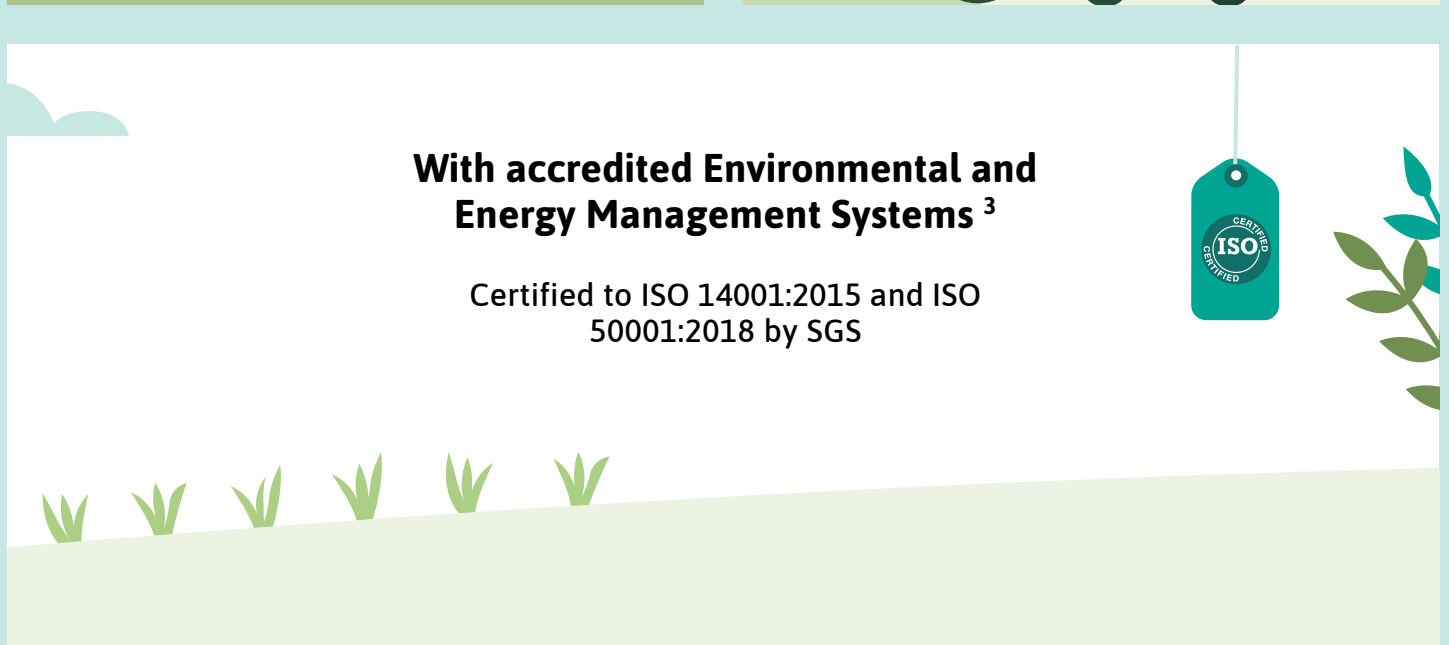 With accredited Environmental and
Energy Management Systems ³
Certified to ISO 14001:2015 and ISO
50001:2018 by SGS
CERTIFIED
ISO
CERTIFIED